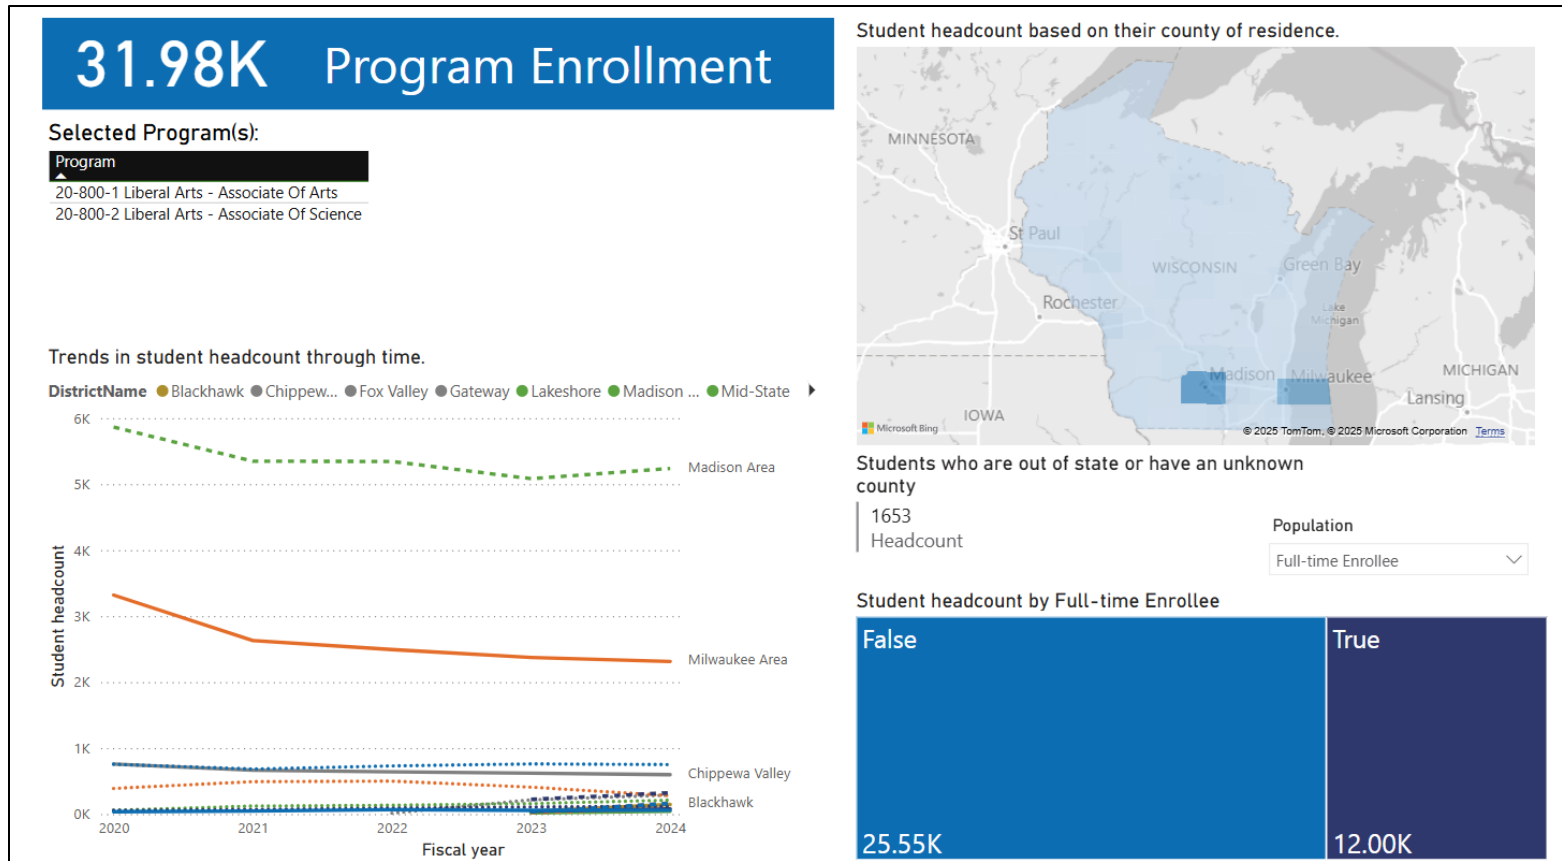 31.98K Program Enrollment
Selected Program(s):
Program
20-800-1 Liberal Arts - Associate Of Arts
20-800-2 Liberal Arts - Associate Of Science
Trends in student headcount through time.
DistrictName Blackhawk Chippew... Fox Valley Gateway Lakeshore Madison ... Mid-State
6K
5K
4K
3K
2K
1K
0K
Student headcount
Madison Area
Milwaukee Area
Chippewa Valley
Blackhawk
2020 2021 2022 2023 2024
Fiscal year
Student headcount based on their county of residence.
MINNESOTA
St Paul
WISCONSIN
Green Bay
Rochester
Lake
Michigan
Madison
Milwaukee
MICHIGAN
Lansing
IOWA
Microsoft Bing
© 2025 TomTom, © 2025 Microsoft Corporation Terms
Students who are out of state or have an unknown
county
1653
Headcount
Population
Full-time Enrollee
Student headcount by Full-time Enrollee
False
25.55K
True
12.00K